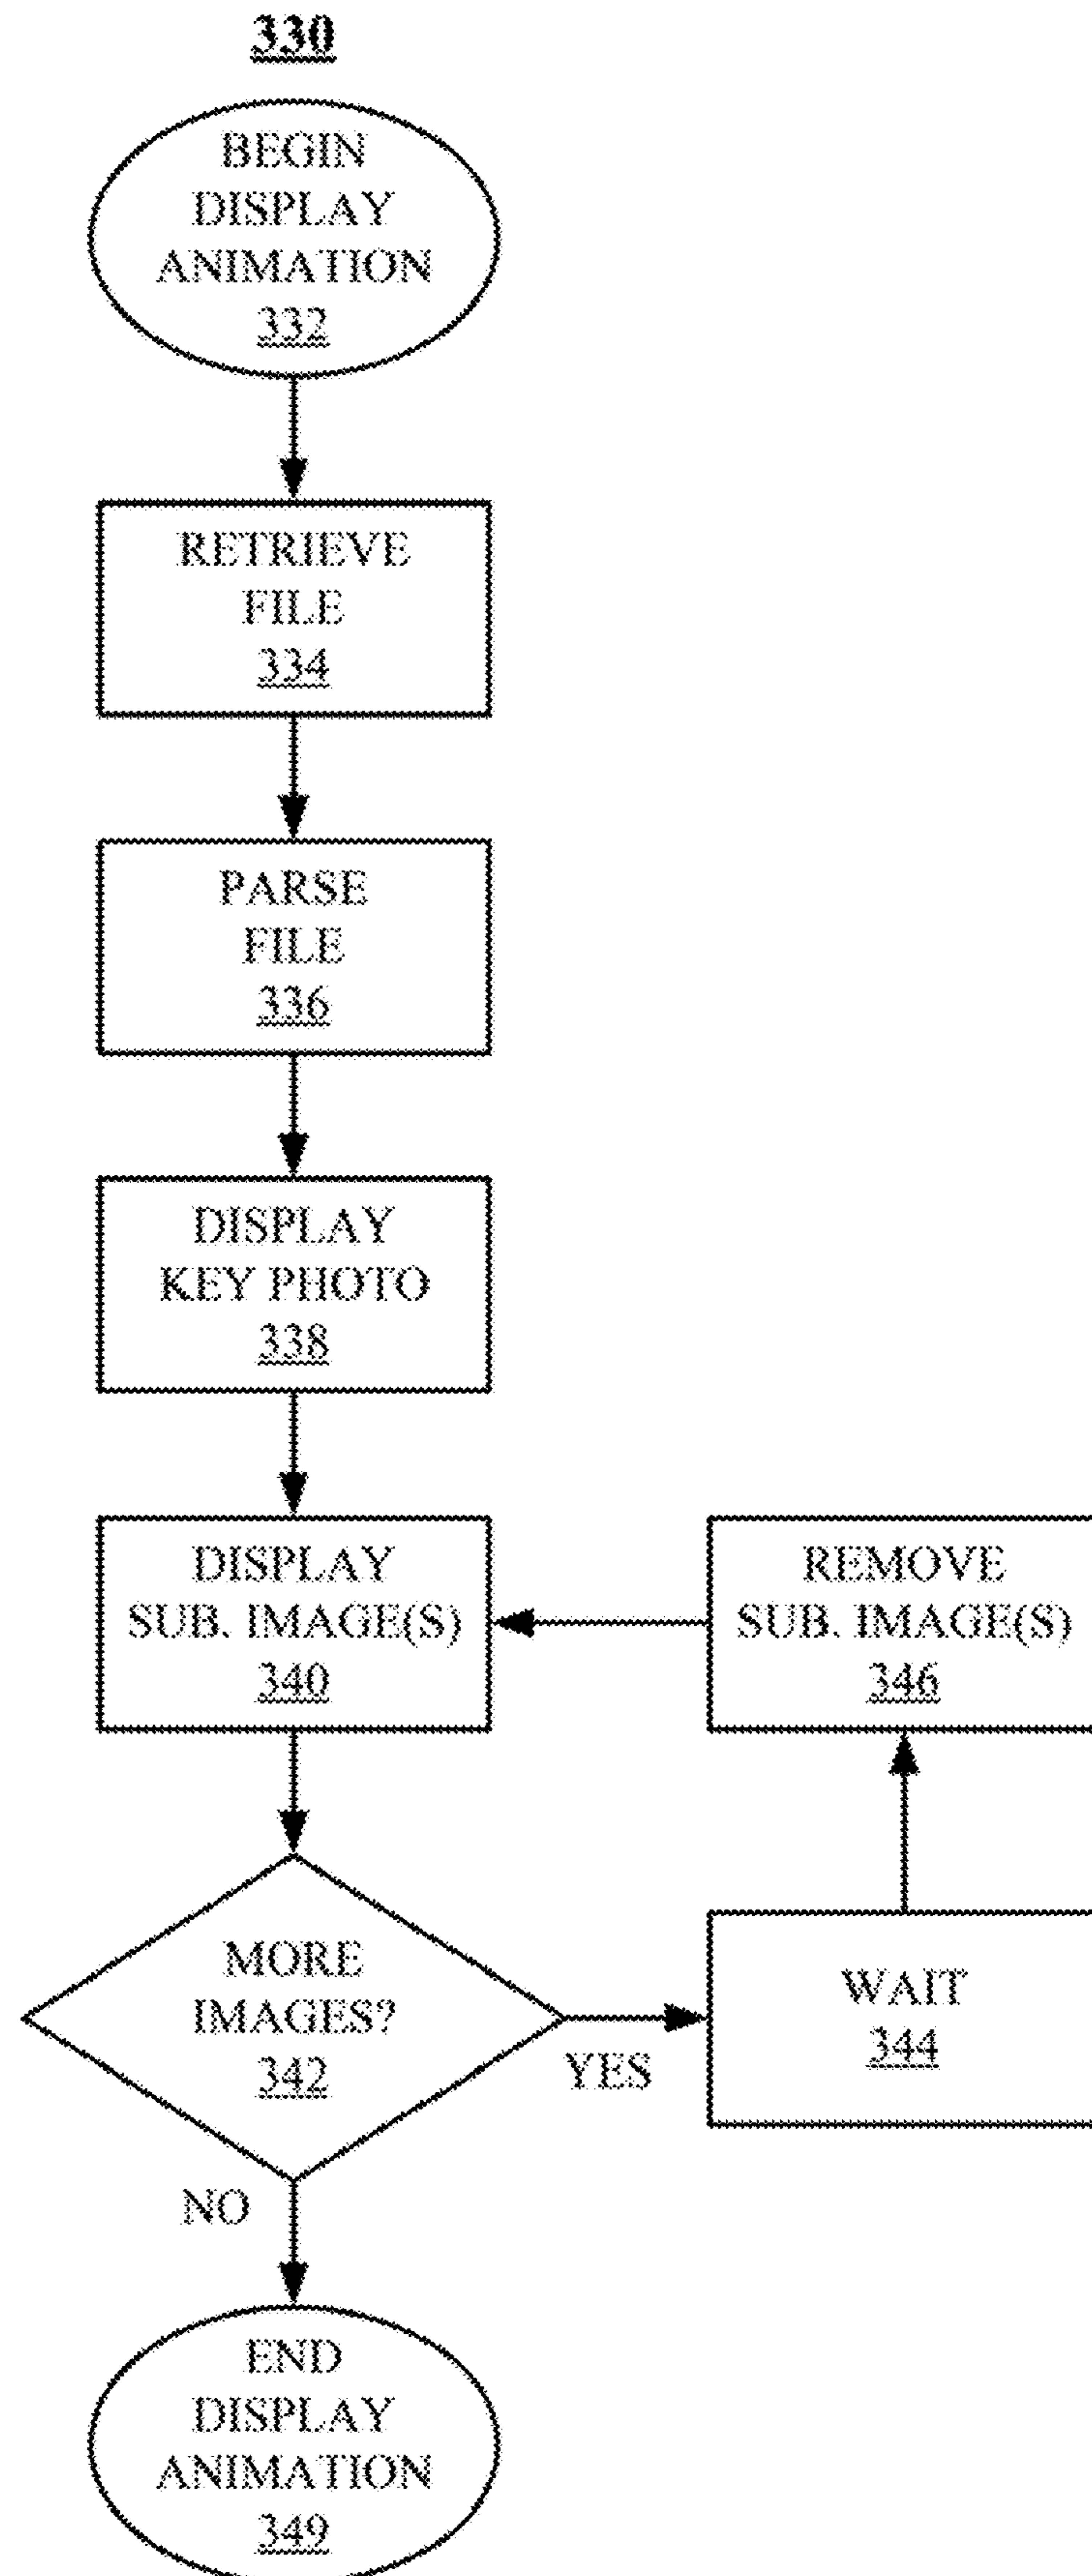 330
BEGIN
DISPLAY
ANIMATION
332
RETRIEVE
FILE
334
PARSE
FILE
336
DISPLAY
KEY PHOTO
338
DISPLAY
SUB. IMAGE(S)
340
REMOVE
SUB. IMAGE(S)
346
MORE
IMAGES?
342
YES
WAIT
344
NO
END
DISPLAY
ANIMATION
349